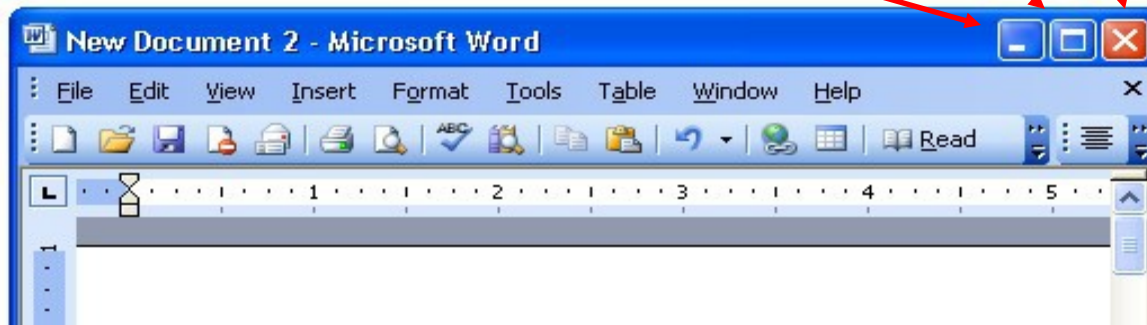 New Document 2 - Microsoft Word
File Edit View Insert Format Tools Table Window Help
ABC Read
L 1 2 3 4 5